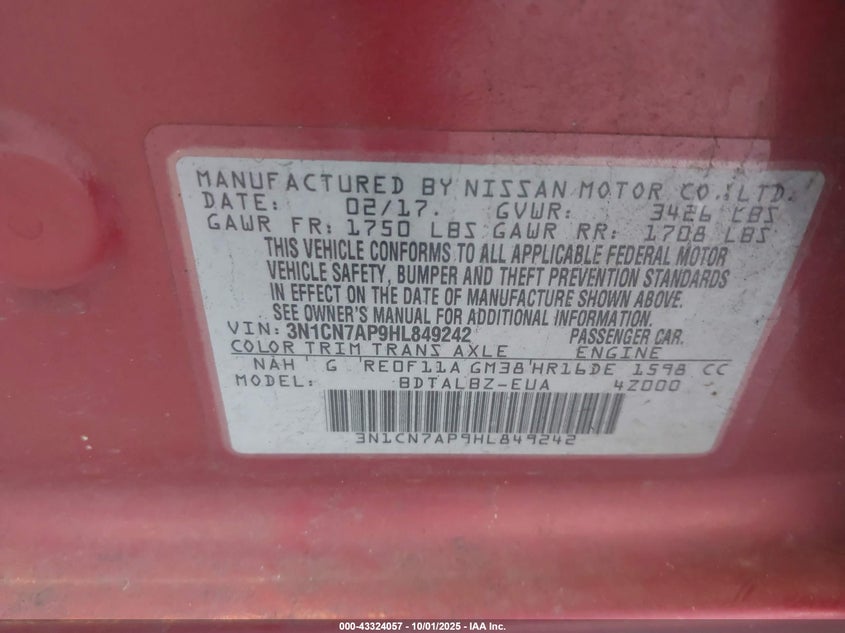 MANUFACTURED BY NISSAN MOTOR CO.,LTD.
DATE: 02/17. GVWR: 3426 LBS
GAWR FR: 1750 LBS GAWR RR: 1708 LBS
THIS VEHICLE CONFORMS TO ALL APPLICABLE FEDERAL MOTOR
VEHICLE SAFETY, BUMPER AND THEFT PREVENTION STANDARDS
IN EFFECT ON THE DATE OF MANUFACTURE SHOWN ABOVE.
SEE OWNER'S MANUAL FOR ADDITIONAL INFORMATION.
VIN: 3N1CN7AP9HL849242 PASSENGER CAR.
COLOR TRIM TRANS AXLE ENGINE
NAH G RE0F11A GM38 HR16DE 1598 CC
MODEL: BDTALBZ-EUA 4Z000
3N1CN7AP9HL849242
000-43324057 - 10/01/2025 - IAA Inc.